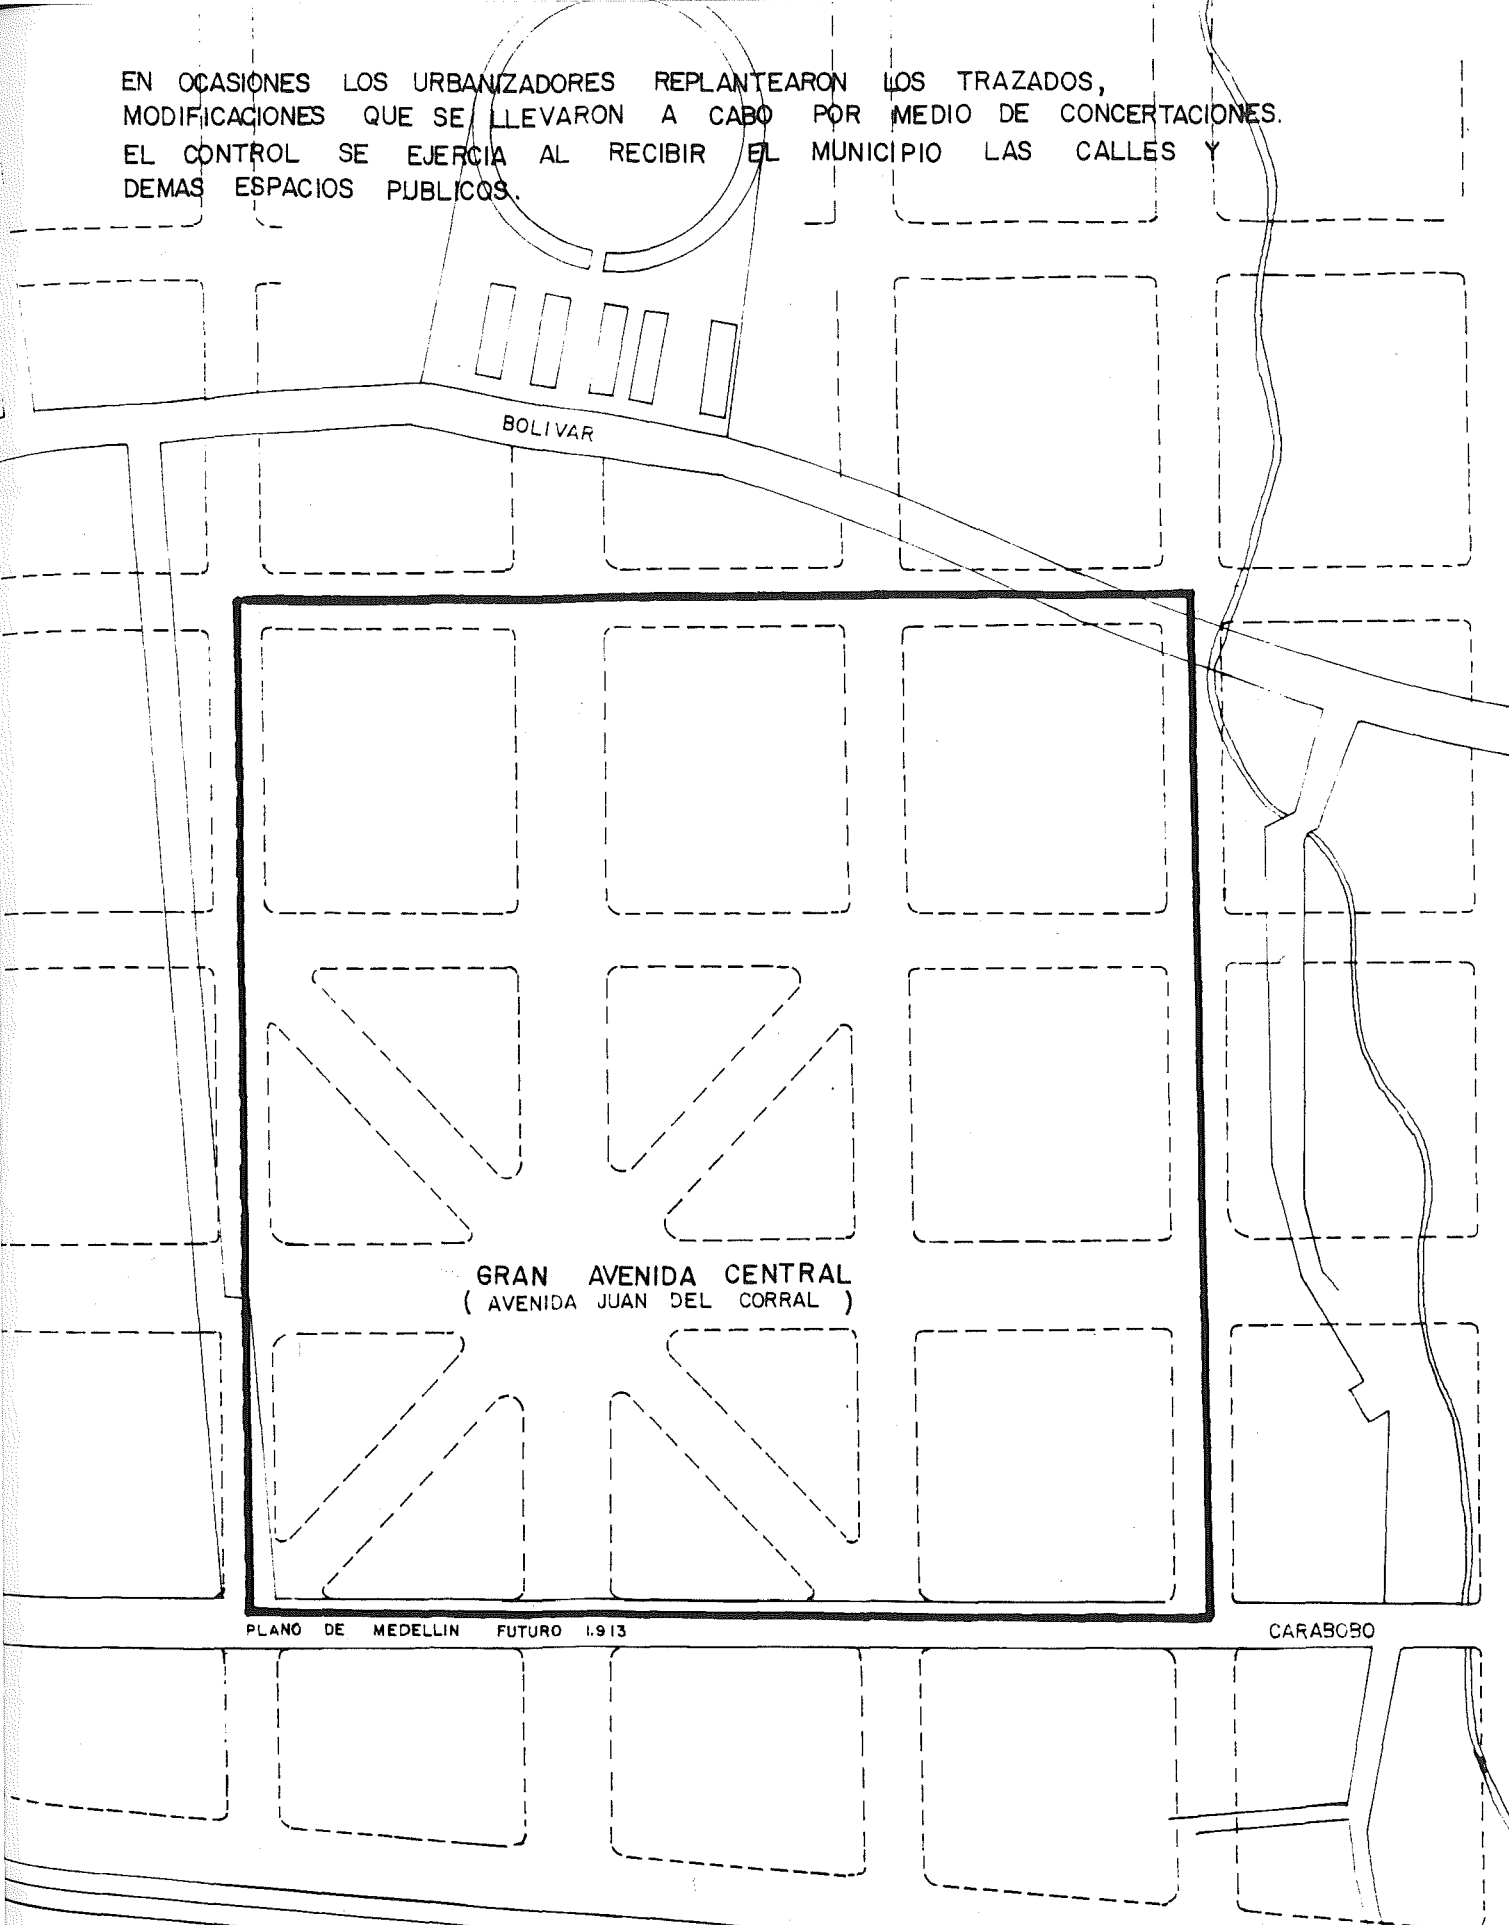 EN OCASIONES LOS URBANIZADORES REPLANTEARON LOS TRAZADOS,
MODIFICACIONES QUE SE LLEVARON A CABO POR MEDIO DE CONCERTACIONES.
EL CONTROL SE EJERCIA AL RECIBIR EL MUNICIPIO LAS CALLES Y
DEMAS ESPACIOS PUBLICOS.
BOLIVAR
GRAN AVENIDA CENTRAL
( AVENIDA JUAN DEL CORRAL )
PLANO DE MEDELLIN FUTURO 1.913
CARABOBO